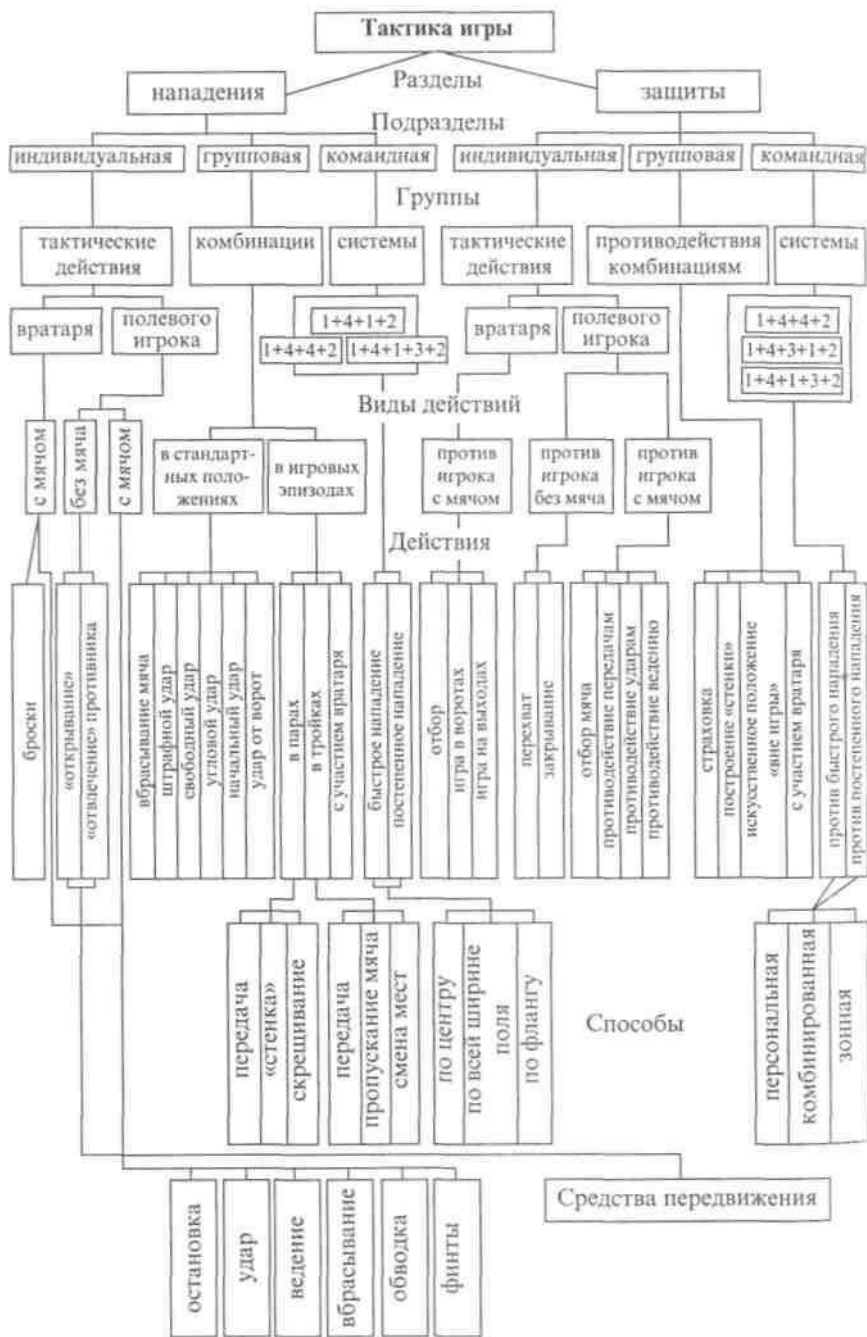 Тактика игры
Разделы
нападения
защиты
Подразделы
индивидуальная
групповая
командная
индивидуальная
групповая
командная
Группы
тактические
действия
комбинации
системы
тактические
действия
противодействия
комбинациям
системы
вратаря
полевого
игрока
1+4+1+2
1+4+4+2
1+4+1+3+2
вратаря
полевого
игрока
1+4+4+2
1+4+3+1+2
1+4+1+3+2
Виды действий
с мячом
без мяча
с мячом
в стандарт-
ных поло-
жениях
в игровых
эпизодах
против
игрока
с мячом
против
игрока
без мяча
против
игрока
с мячом
Действия
броски
«открывание»
«отвлечение» противника
вбрасывание мяча
штрафной удар
свободный удар
угловой удар
начальный удар
удар от ворот
в парах
в тройках
с участием вратаря
быстрое нападение
постепенное нападение
отбор
игра в воротах
игра на выходах
перехват
закрывание
отбор мяча
противодействие передачам
противодействие ударам
противодействие ведению
страховка
построение «стенки»
искусственное положение
«вне игры»
с участием вратаря
против быстрого нападения
против постепенного нападения
передача
«стенка»
скрещивание
передача
пропускание мяча
смена мест
по центру
по всей ширине
поля
по флангу
Способы
персональная
комбинированная
зонная
Средства передвижения
остановка
удар
ведение
вбрасывание
обводка
финты